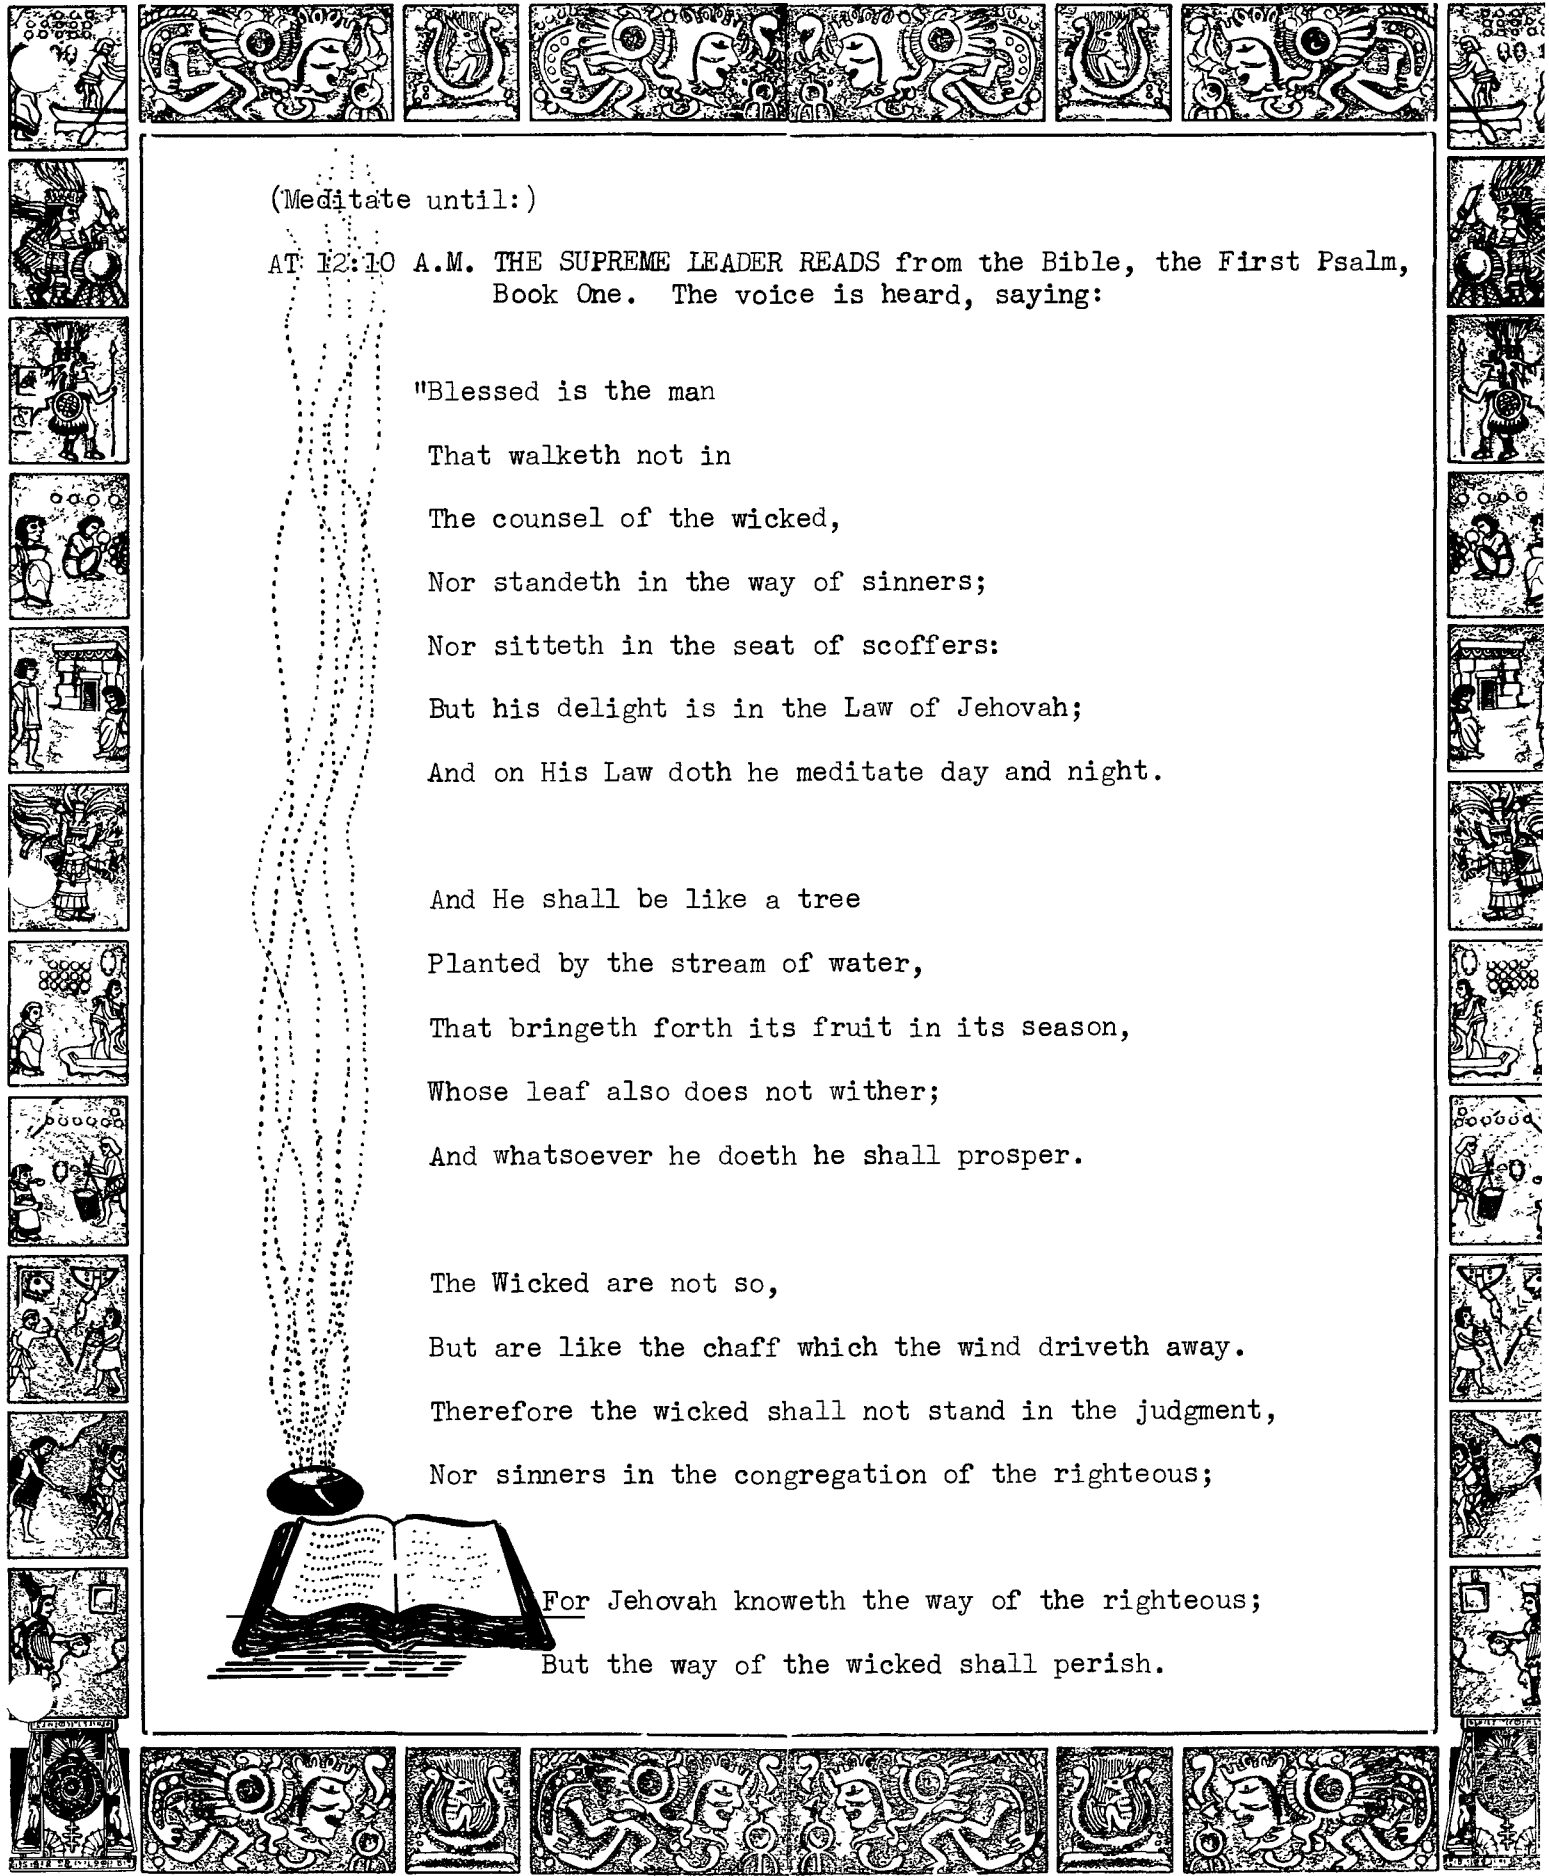 (Meditate until:)
AT 12:10 A.M. THE SUPREME LEADER READS from the Bible, the First Psalm,
Book One. The voice is heard, saying:
"Blessed is the man
That walketh not in
The counsel of the wicked,
Nor standeth in the way of sinners;
Nor sitteth in the seat of scoffers:
But his delight is in the Law of Jehovah;
And on His Law doth he meditate day and night.
And He shall be like a tree
Planted by the stream of water,
That bringeth forth its fruit in its season,
Whose leaf also does not wither;
And whatsoever he doeth he shall prosper.
The Wicked are not so,
But are like the chaff which the wind driveth away.
Therefore the wicked shall not stand in the judgment,
Nor sinners in the congregation of the righteous;
For Jehovah knoweth the way of the righteous;
But the way of the wicked shall perish.